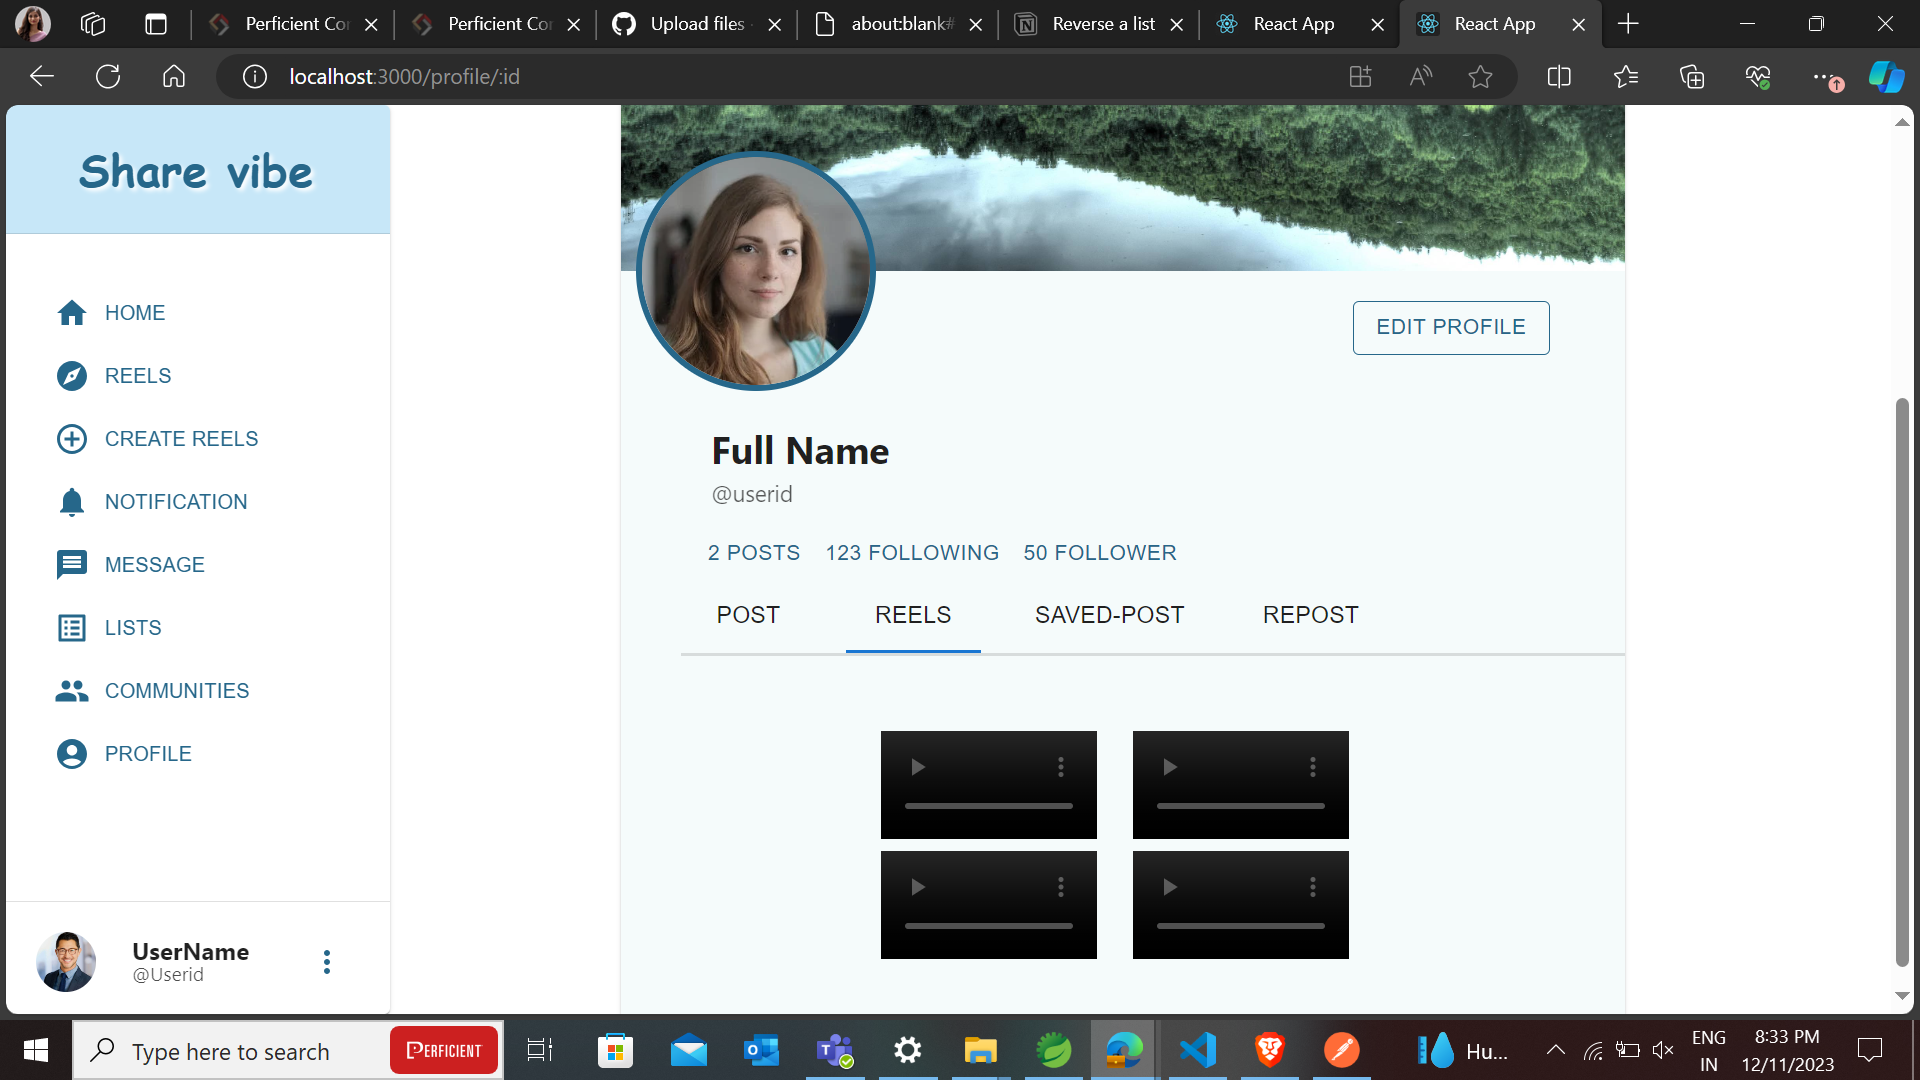 Perficient Cor
Perficient Cor
Upload files
about:blank#
Reverse a list
React App
React App
localhost:3000/profile/:id
Share vibe
HOME
REELS
CREATE REELS
NOTIFICATION
MESSAGE
LISTS
COMMUNITIES
PROFILE
UserName
@Userid
EDIT PROFILE
Full Name
@userid
2 POSTS 123 FOLLOWING 50 FOLLOWER
POST REELS SAVED-POST REPOST
Type here to search
PERFICIENT
Hu...
ENG
IN
8:33 PM
12/11/2023